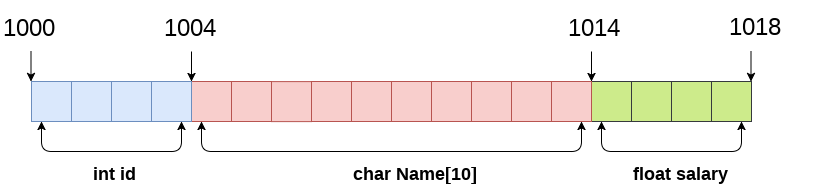 1000 1004 1014 1018
int id char Name[10] float salary